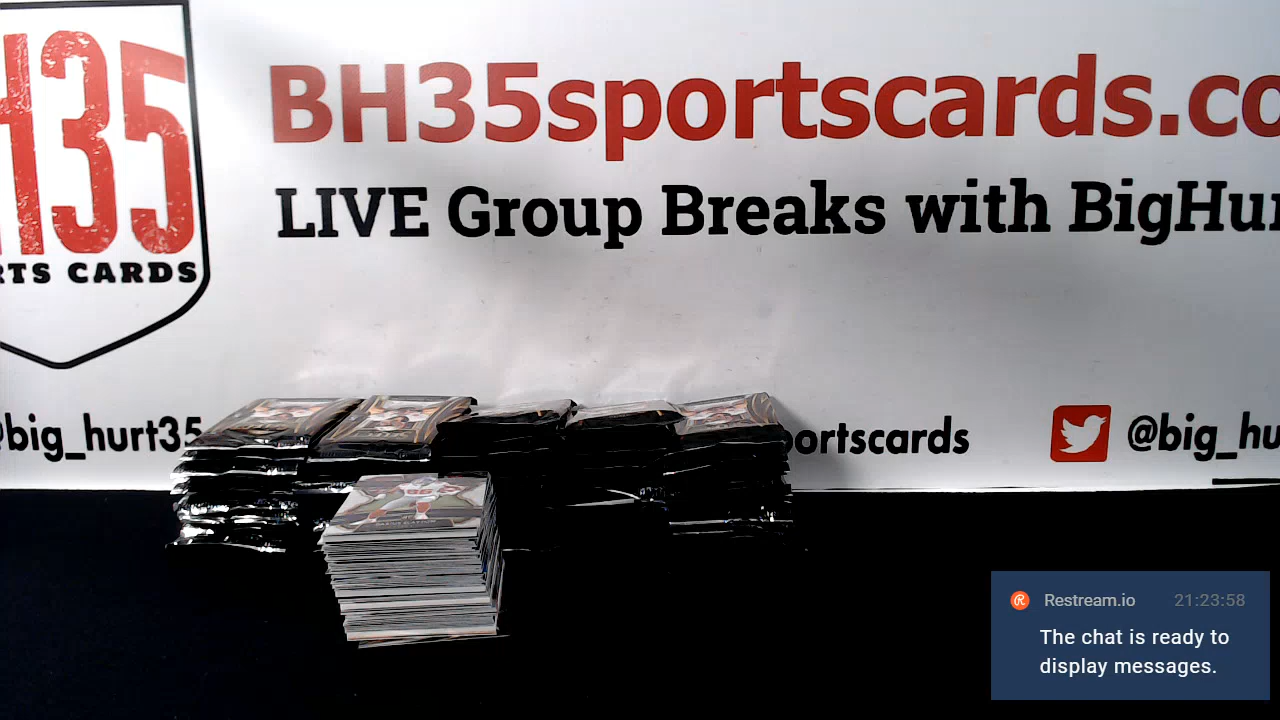 H35
RTS CARDS
BH35sportscards.co
LIVE Group Breaks with BigHur
@big_hurt35
portscards
@big_hu
Restream.io 21:23:58
The chat is ready to
display messages.